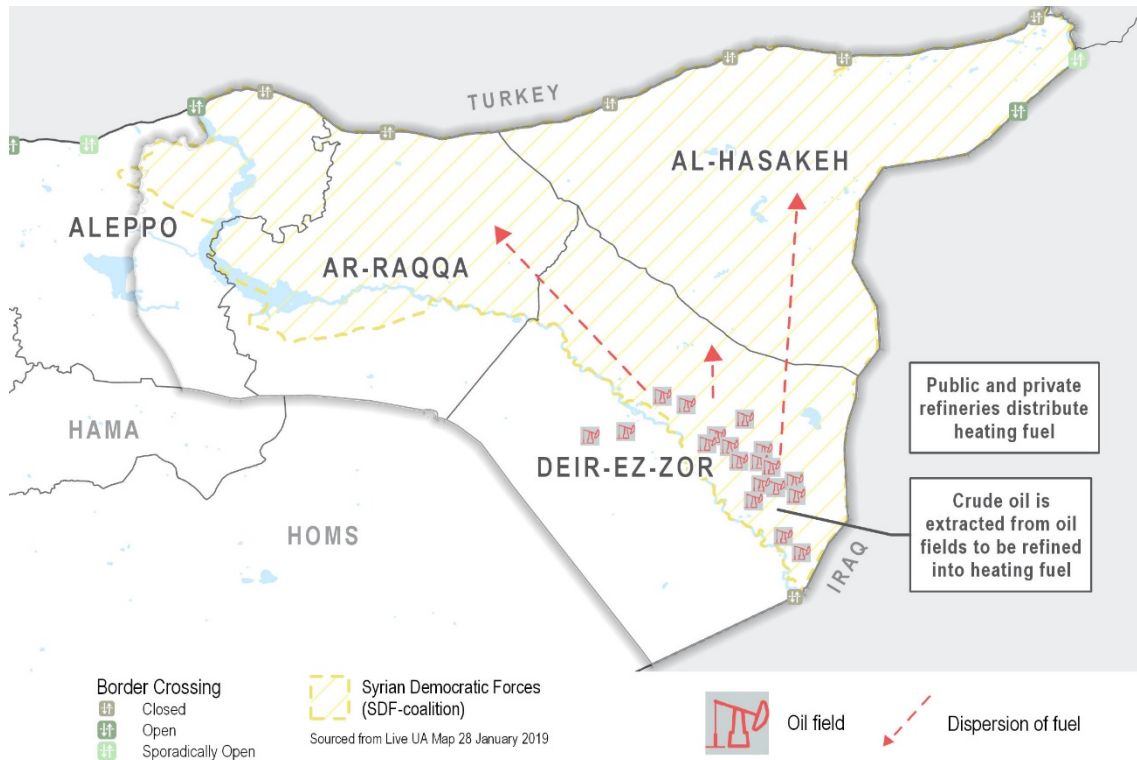 TURKEY
AL-HASAKEH
ALEPPO
AR-RAQQA
HAMA
DEIR-EZ-ZOR
HOMS
IRAQ
Public and private
refineries distribute
heating fuel
Crude oil is
extracted from oil
fields to be refined
into heating fuel
Border Crossing
Closed
Open
Sporadically Open
Syrian Democratic Forces
(SDF-coalition)
Sourced from Live UA Map 28 January 2019
Oil field
Dispersion of fuel